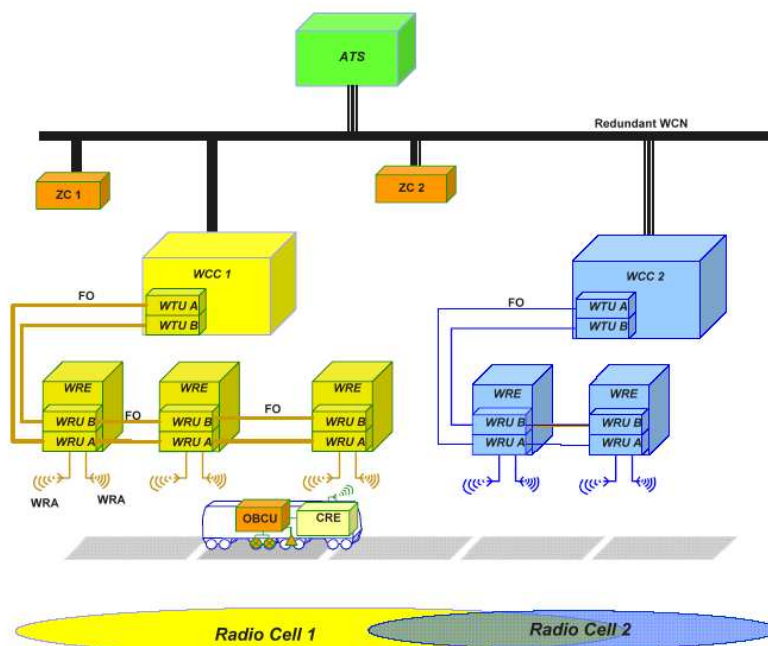 ATS
Redundant WCN
ZC 1
ZC 2
WCC 1
WCC 2
FO
WTU A
WTU B
FO
WTU A
WTU B
WRE
WRE
WRE
WRE
WRE
WRU B
FO
WRU B
FO
WRU B
WRU B
WRU B
WRU A
WRU A
WRU A
WRU A
WRU A
WRA
WRA
OBCU
CRE
Radio Cell 1
Radio Cell 2